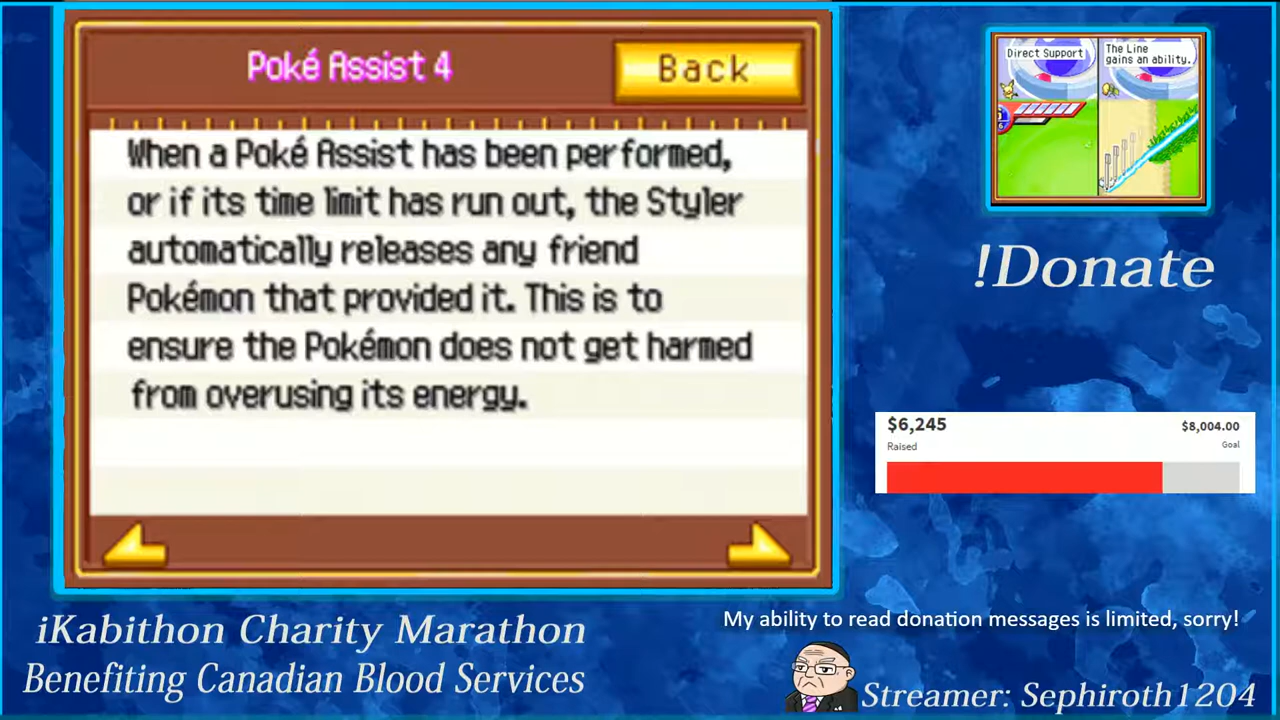 Poké Assist 4
Back
When a Poké Assist has been performed,
or if its time limit has run out, the Styler
automatically releases any friend
Pokémon that provided it. This is to
ensure the Pokémon does not get harmed
from overusing its energy.
Direct Support
The Line
gains an ability.
!Donate
$6,245
$8,004.00
Raised
Goal
iKabithon Charity Marathon
Benefiting Canadian Blood Services
My ability to read donation messages is limited, sorry!
Streamer: Sephiroth1204